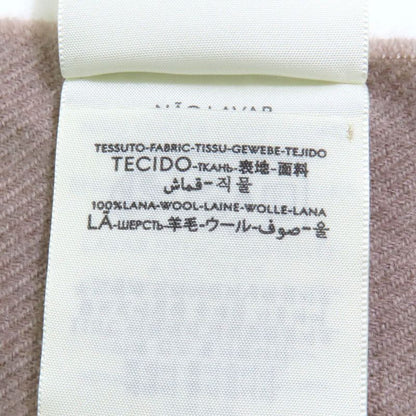 NÃO LAVAR
TESSUTO-FABRIC-TISSU-GEWEBE-TEJIDO
TECIDO-ТКАНЬ-表地-面料
قماش-직물
100%LANA-WOOL-LAINE-WOLLE-LANA
LÃ-ШЕРСТЬ-羊毛-ウール-صوف-울